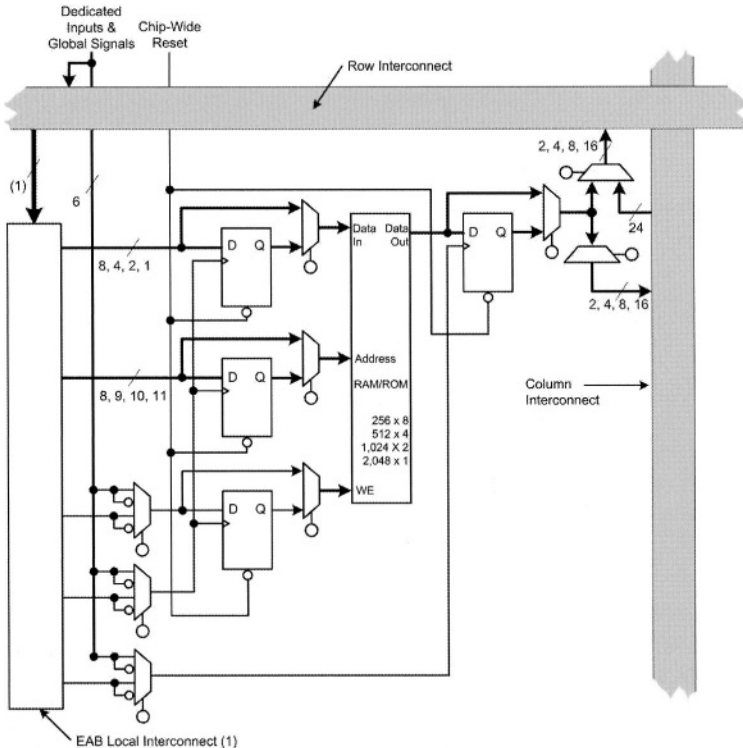 Dedicated
Inputs &
Global Signals
Chip-Wide
Reset
Row Interconnect
2, 4, 8, 16
(1)
6
24
D Q
Data
In
Data
Out
D Q
8, 4, 2, 1
2, 4, 8, 16
Address
D Q
8, 9, 10, 11
RAM/ROM
Column
Interconnect
256 x 8
512 x 4
1,024 X 2
2,048 x 1
WE
D Q
EAB Local Interconnect (1)